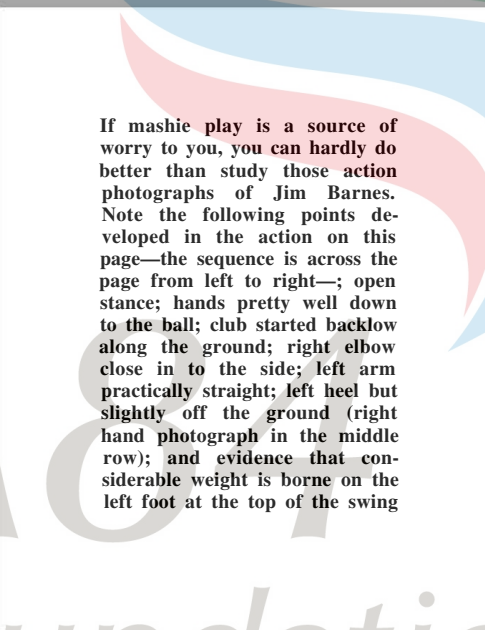 If mashie play is a source of
worry to you, you can hardly do
better than study those action
photographs of Jim Barnes.
Note the following points de-
veloped in the action on this
page—the sequence is across the
page from left to right—; open
stance; hands pretty well down
to the ball; club started backlow
along the ground; right elbow
close in to the side; left arm
practically straight; left heel but
slightly off the ground (right
hand photograph in the middle
row); and evidence that con-
siderable weight is borne on the
left foot at the top of the swing
A84